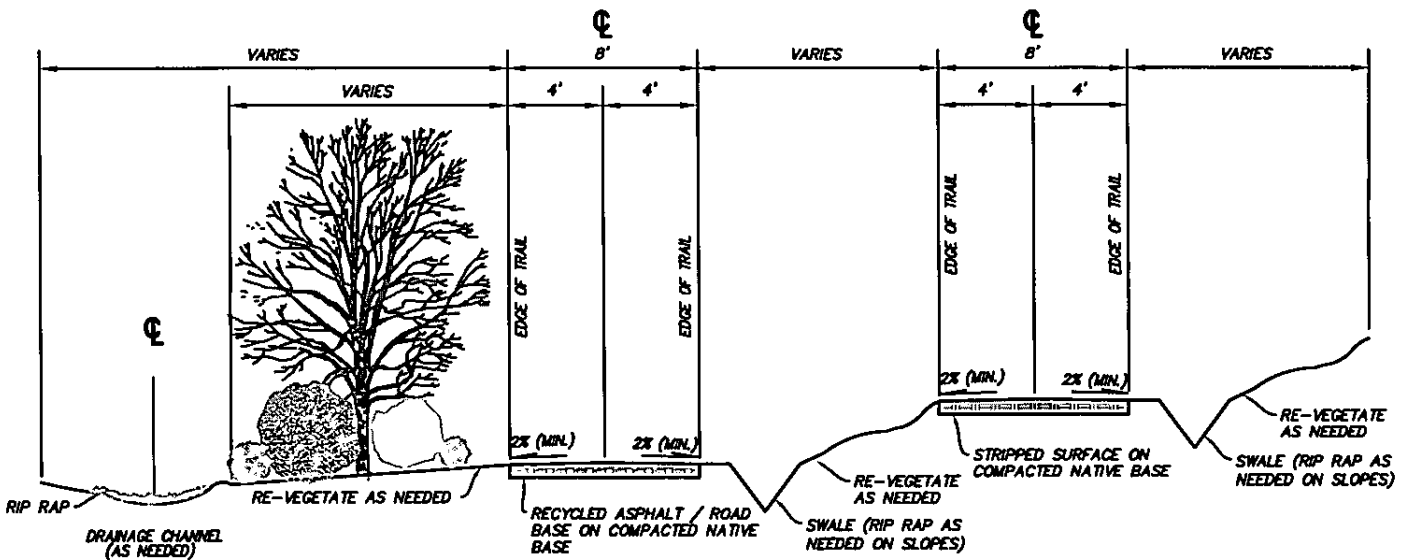 ℄
℄
VARIES
8'
VARIES
8'
VARIES
VARIES
4'
4'
4'
4'
EDGE OF TRAIL
EDGE OF TRAIL
EDGE OF TRAIL
EDGE OF TRAIL
℄
2% (MIN.)
2% (MIN.)
2% (MIN.)
2% (MIN.)
RE-VEGETATE
AS NEEDED
STRIPPED SURFACE ON
COMPACTED NATIVE BASE
SWALE (RIP RAP AS
NEEDED ON SLOPES)
RIP RAP
RE-VEGETATE AS NEEDED
RE-VEGETATE
AS NEEDED
DRAINAGE CHANNEL
(AS NEEDED)
RECYCLED ASPHALT / ROAD
BASE ON COMPACTED NATIVE
BASE
SWALE (RIP RAP AS
NEEDED ON SLOPES)